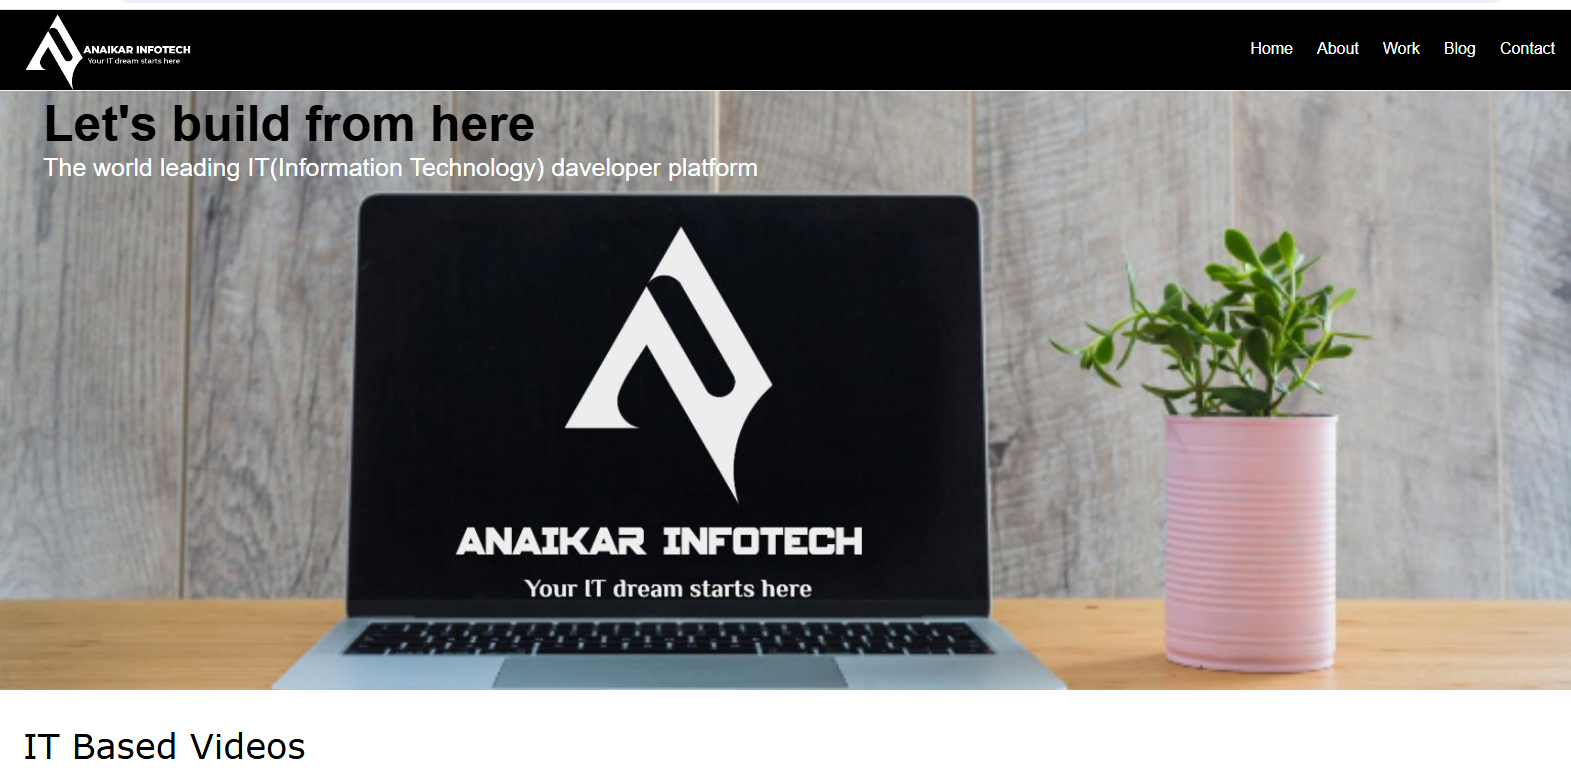 ANAIKAR INFOTECH
Your IT dream starts here
Home About Work Blog Contact
Let's build from here
The world leading IT(Information Technology) daveloper platform
ANAIKAR INFOTECH
Your IT dream starts here
IT Based Videos